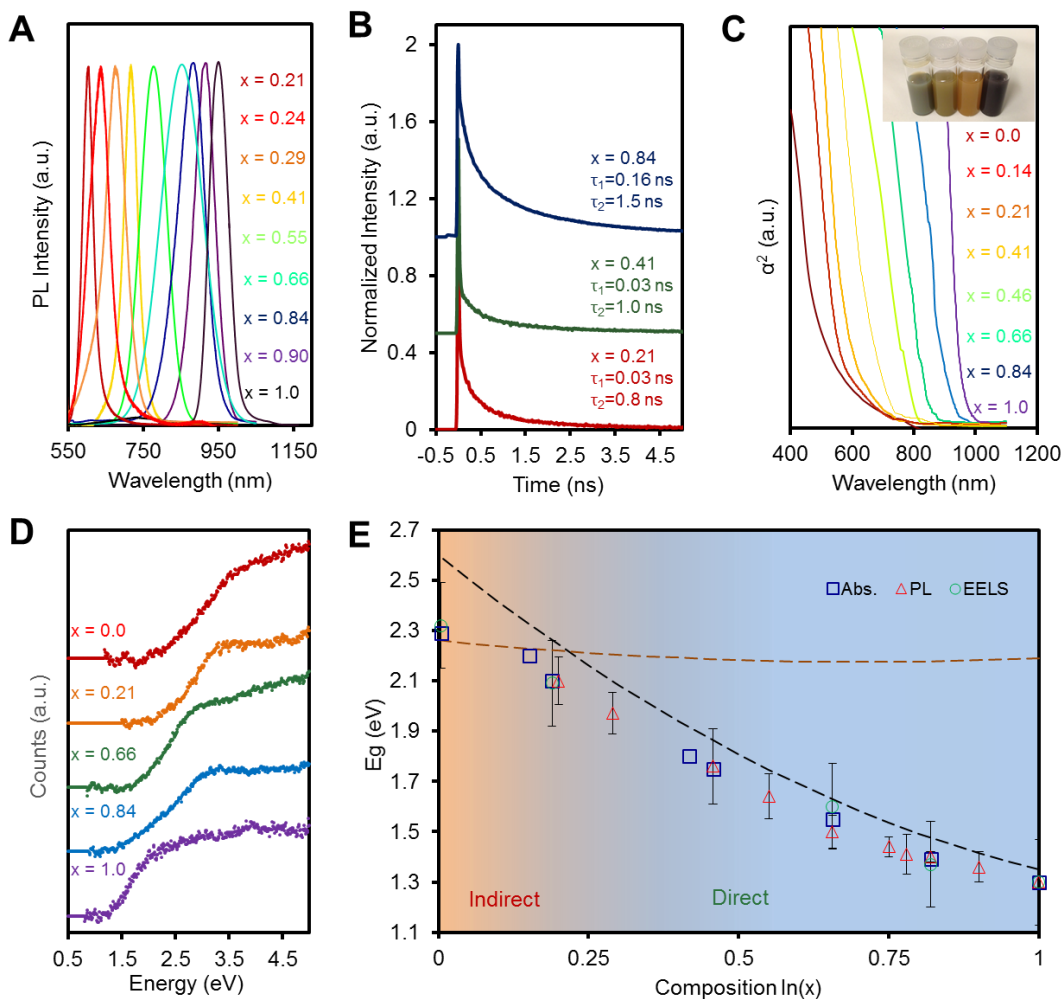 A
PL Intensity (a.u.)
x = 0.21
x = 0.24
x = 0.29
x = 0.41
x = 0.55
x = 0.66
x = 0.84
x = 0.90
x = 1.0
550 750 950 1150
Wavelength (nm)
B
Normalized Intensity (a.u.)
2
1.6
1.2
0.8
0.4
0
x = 0.84
τ1=0.16 ns
τ2=1.5 ns
x = 0.41
τ1=0.03 ns
τ2=1.0 ns
x = 0.21
τ1=0.03 ns
τ2=0.8 ns
-0.5 0.5 1.5 2.5 3.5 4.5
Time (ns)
C
α² (a.u.)
x = 0.0
x = 0.14
x = 0.21
x = 0.41
x = 0.46
x = 0.66
x = 0.84
x = 1.0
400 600 800 1000 1200
Wavelength (nm)
D
Counts (a.u.)
x = 0.0
x = 0.21
x = 0.66
x = 0.84
x = 1.0
0.5 1.5 2.5 3.5 4.5
Energy (eV)
E
Eg (eV)
2.7
2.5
2.3
2.1
1.9
1.7
1.5
1.3
1.1
Abs. PL EELS
Indirect Direct
0 0.25 0.5 0.75 1
Composition In(x)